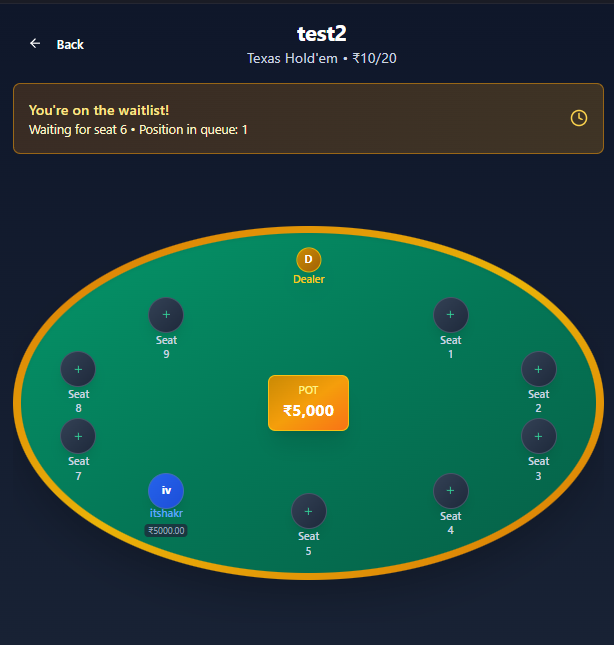 Back
test2
Texas Hold'em • ₹10/20
You're on the waitlist!
Waiting for seat 6 • Position in queue: 1
D
Dealer
+
Seat
9
+
Seat
1
+
Seat
8
+
Seat
2
POT
₹5,000
+
Seat
7
+
Seat
3
iv
itshakr
₹5000.00
+
Seat
5
+
Seat
4